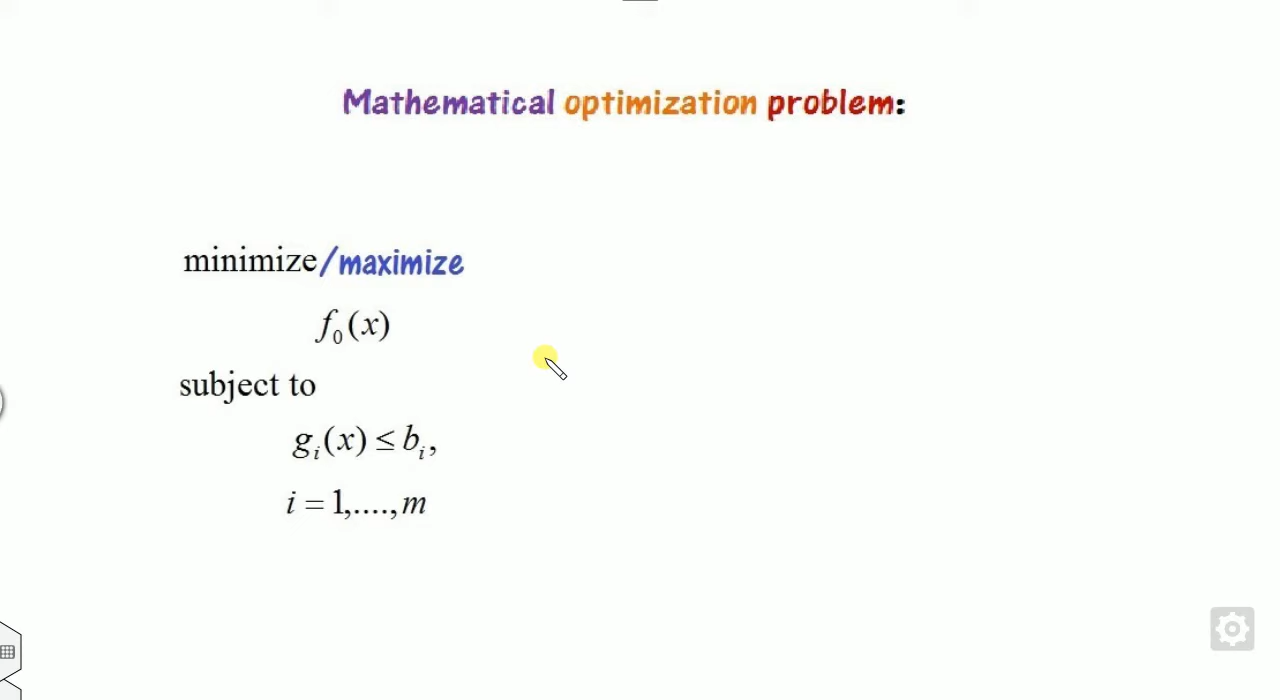 Mathematical optimization problem:
minimize/maximize
f₀(x)
subject to
gᵢ(x) ≤ bᵢ,
i = 1,....,m